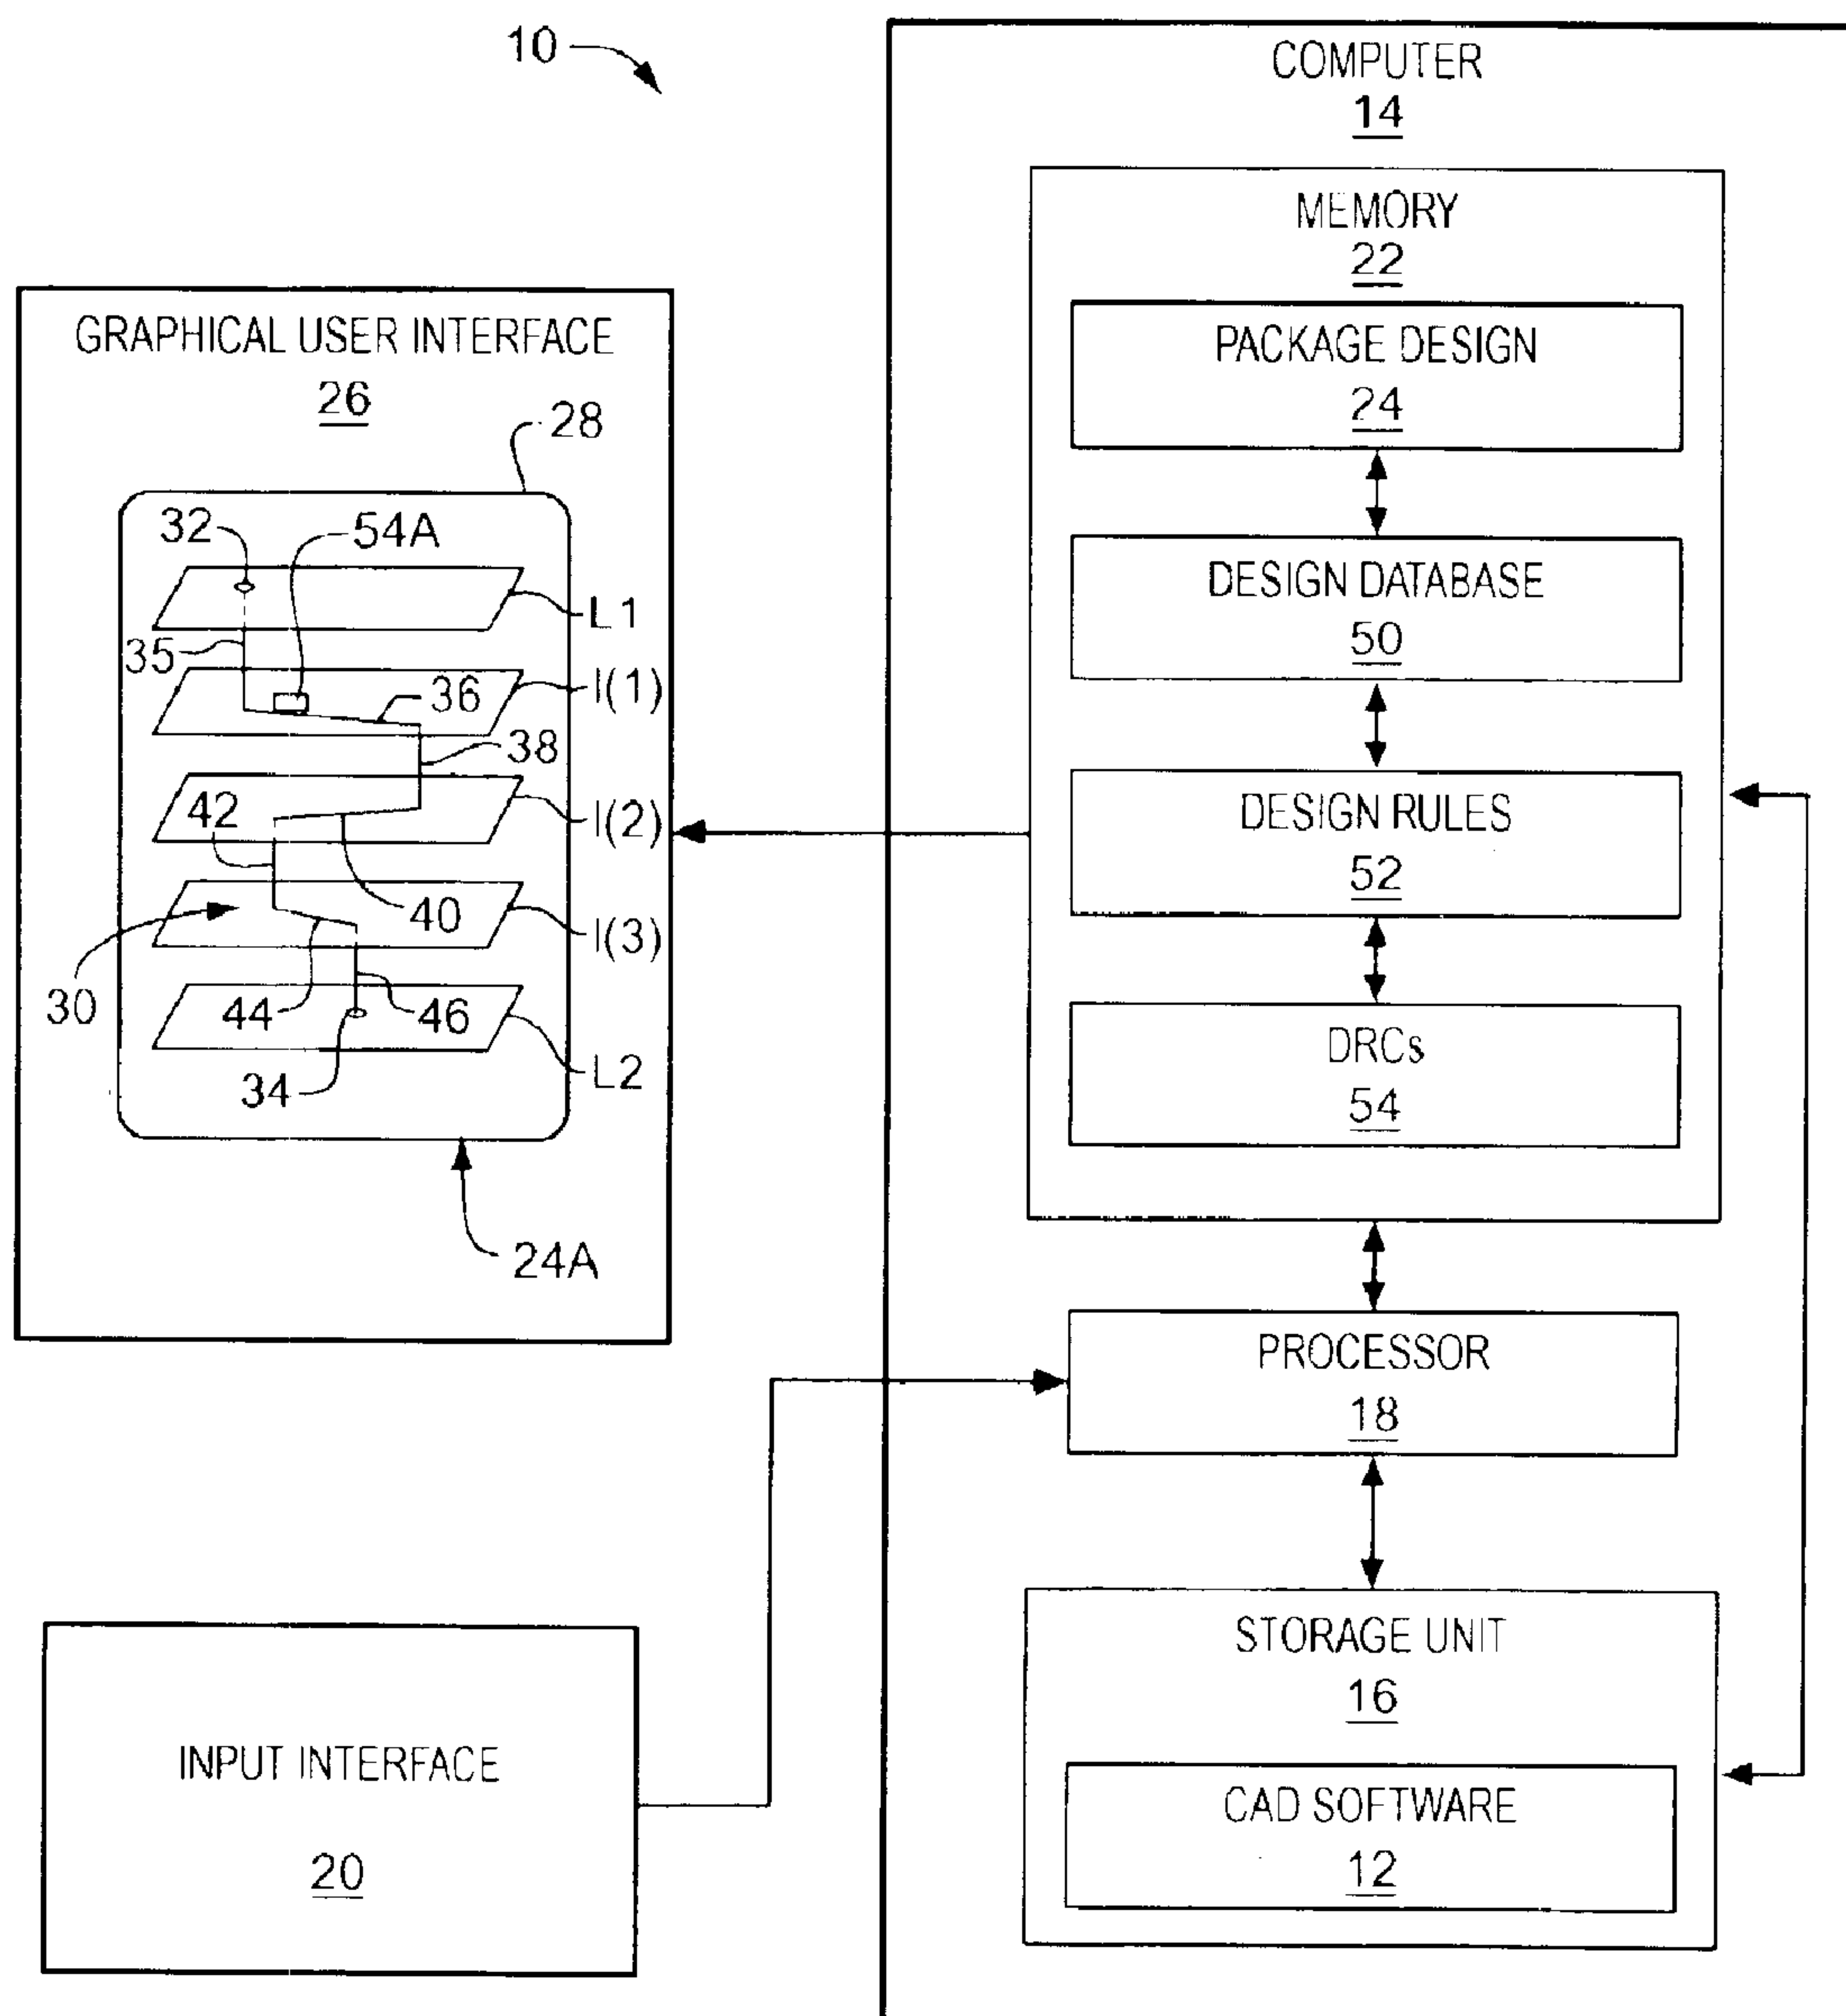 10
COMPUTER
14
MEMORY
22
PACKAGE DESIGN
24
DESIGN DATABASE
50
DESIGN RULES
52
DRCs
54
PROCESSOR
18
STORAGE UNIT
16
CAD SOFTWARE
12
GRAPHICAL USER INTERFACE
26
28
32
54A
L1
35
I(1)
36
38
42
I(2)
40
I(3)
30
44
46
34
L2
24A
INPUT INTERFACE
20